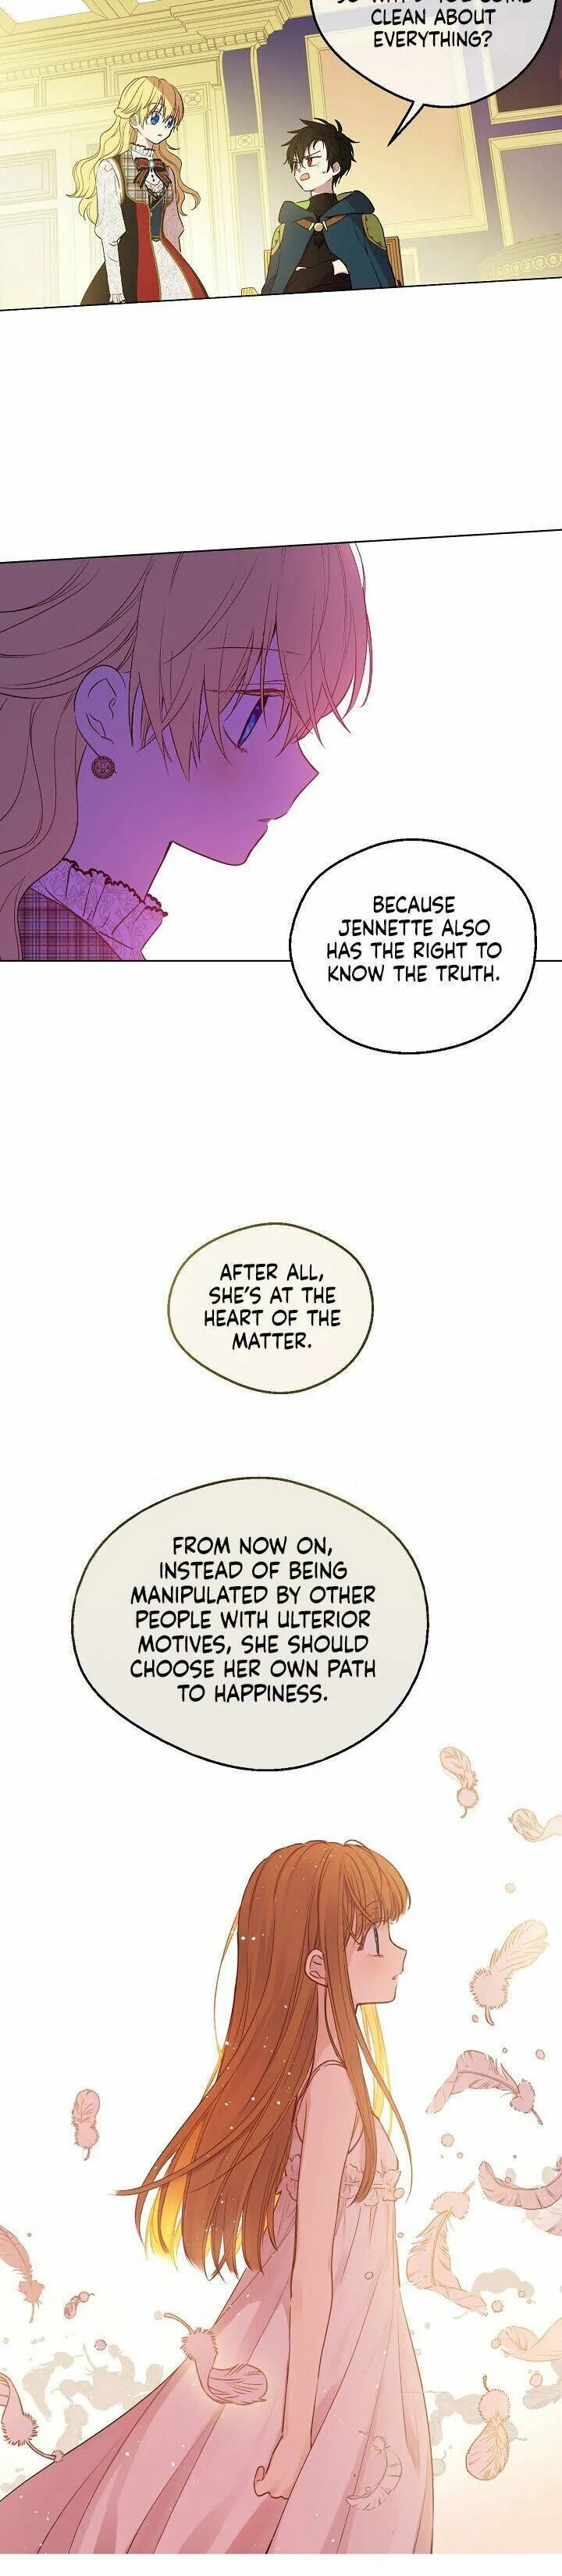 CLEAN ABOUT
EVERYTHING?
BECAUSE
JENNETTE ALSO
HAS THE RIGHT TO
KNOW THE TRUTH.
AFTER ALL,
SHE'S AT THE
HEART OF THE
MATTER.
FROM NOW ON,
INSTEAD OF BEING
MANIPULATED BY OTHER
PEOPLE WITH ULTERIOR
MOTIVES, SHE SHOULD
CHOOSE HER OWN PATH
TO HAPPINESS.